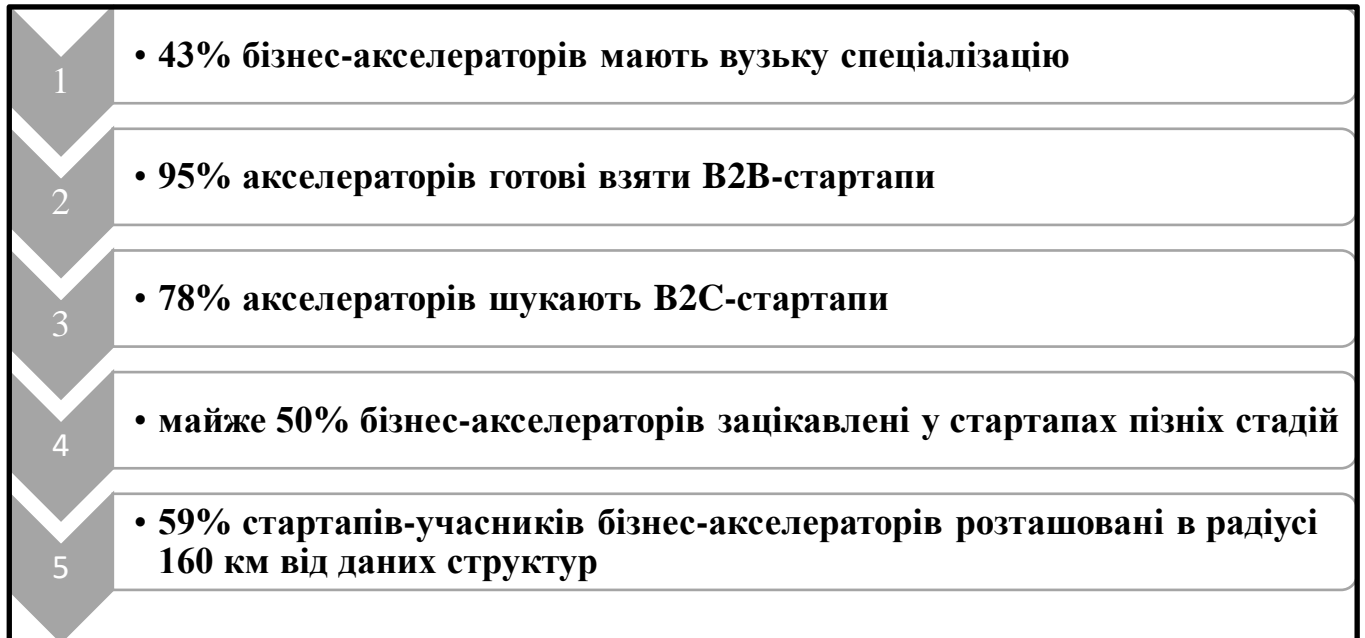 1
• 43% бізнес-акселераторів мають вузьку спеціалізацію
2
• 95% акселераторів готові взяти B2B-стартапи
3
• 78% акселераторів шукають B2C-стартапи
4
• майже 50% бізнес-акселераторів зацікавлені у стартапах пізніх стадій
5
• 59% стартапів-учасників бізнес-акселераторів розташовані в радіусі
160 км від даних структур